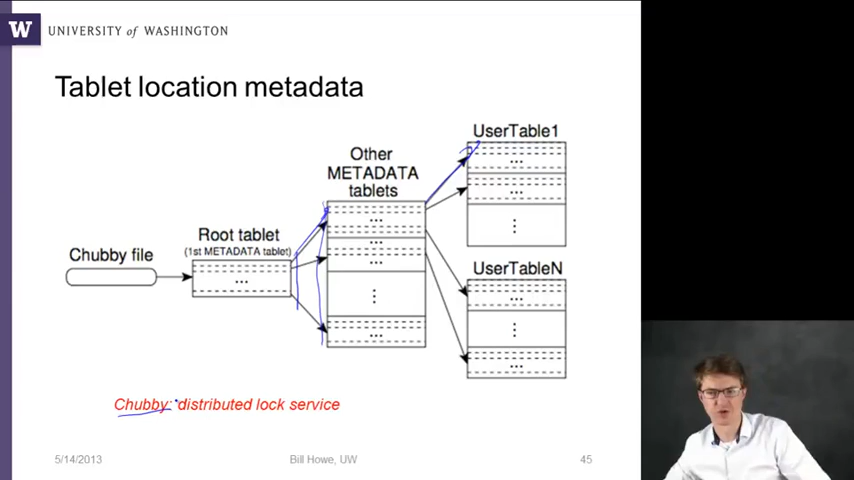 W UNIVERSITY of WASHINGTON
Tablet location metadata
UserTable1
Other
METADATA
tablets
...
...
Root tablet
(1st METADATA tablet)
Chubby file
...
...
...
...
UserTableN
...
...
Chubby: distributed lock service
5/14/2013 Bill Howe, UW 45